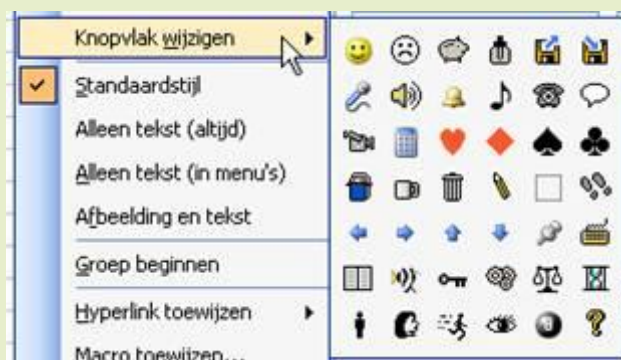 Knopvlak wijzigen
Standaardstijl
Alleen tekst (altijd)
Alleen tekst (in menu's)
Afbeelding en tekst
Groep beginnen
Hyperlink toewijzen
Macro toewijzen...